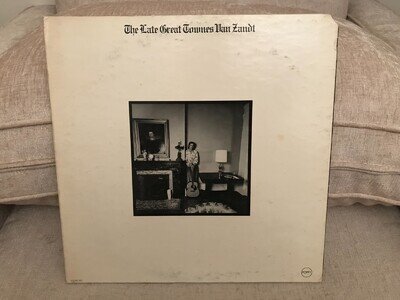 The Late Great Townes Van Zandt